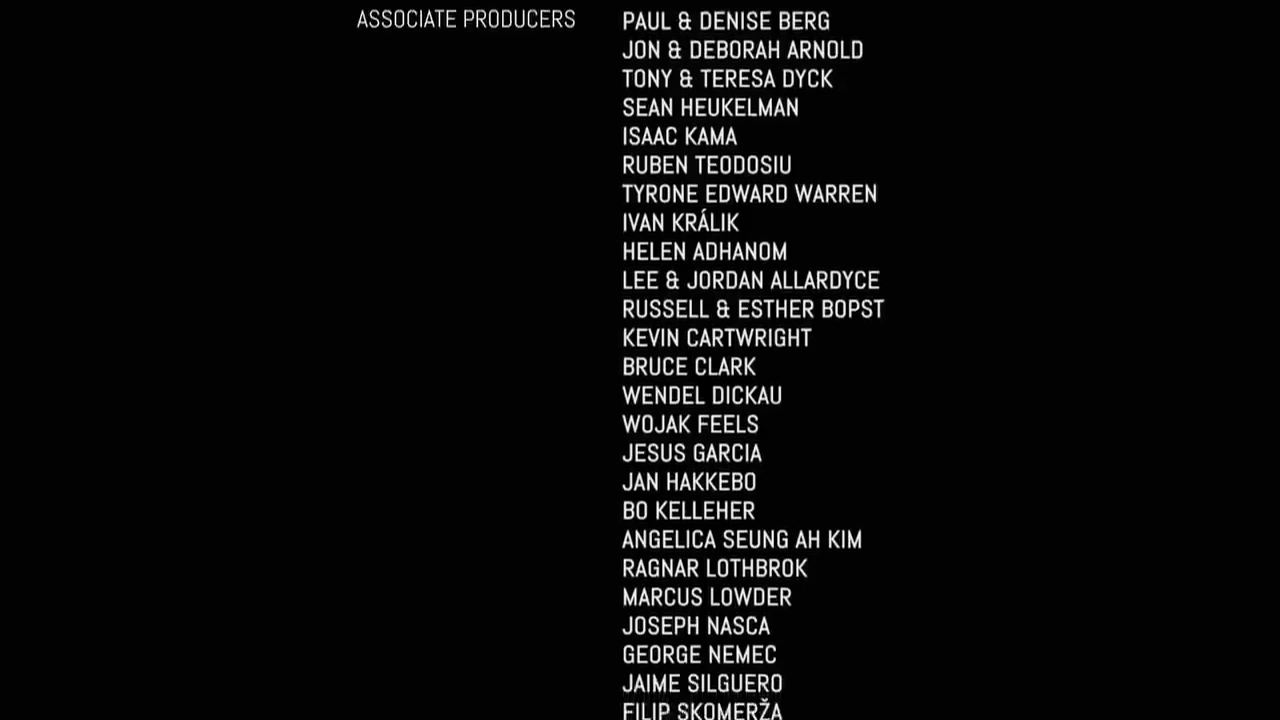 ASSOCIATE PRODUCERS PAUL & DENISE BERG
JON & DEBORAH ARNOLD
TONY & TERESA DYCK
SEAN HEUKELMAN
ISAAC KAMA
RUBEN TEODOSIU
TYRONE EDWARD WARREN
IVAN KRÁLIK
HELEN ADHANOM
LEE & JORDAN ALLARDYCE
RUSSELL & ESTHER BOPST
KEVIN CARTWRIGHT
BRUCE CLARK
WENDEL DICKAU
WOJAK FEELS
JESUS GARCIA
JAN HAKKEBO
BO KELLEHER
ANGELICA SEUNG AH KIM
RAGNAR LOTHBROK
MARCUS LOWDER
JOSEPH NASCA
GEORGE NEMEC
JAIME SILGUERO
FILIP SKOMERŽA